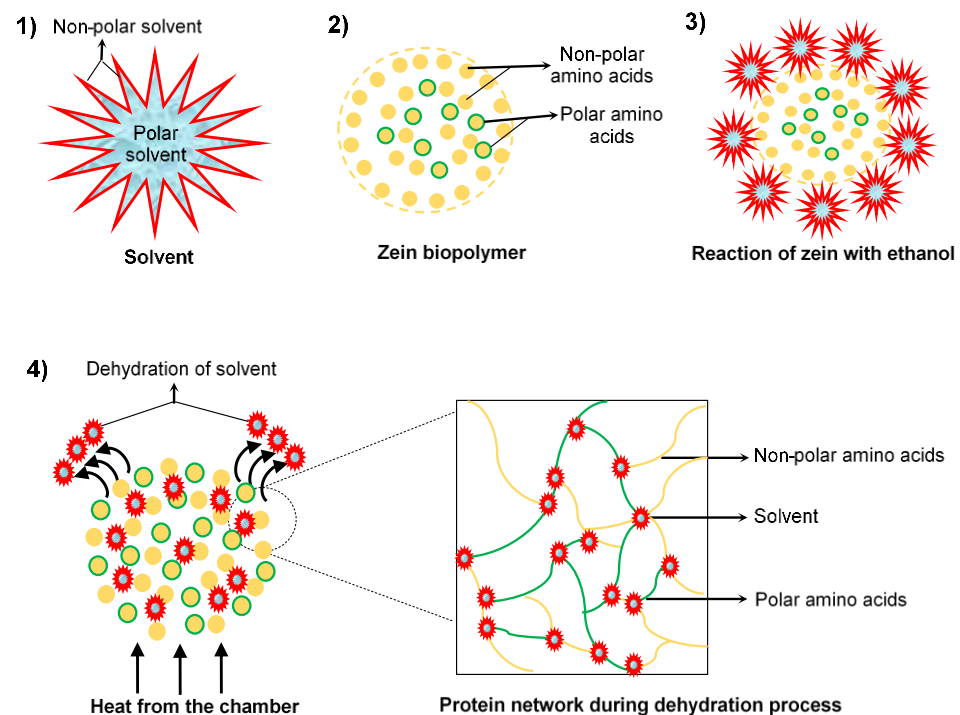 1)
Non-polar solvent
Polar
solvent
Solvent
2)
Non-polar
amino acids
Polar amino
acids
Zein biopolymer
3)
Reaction of zein with ethanol
4)
Dehydration of solvent
Heat from the chamber
Non-polar amino acids
Solvent
Polar amino acids
Protein network during dehydration process